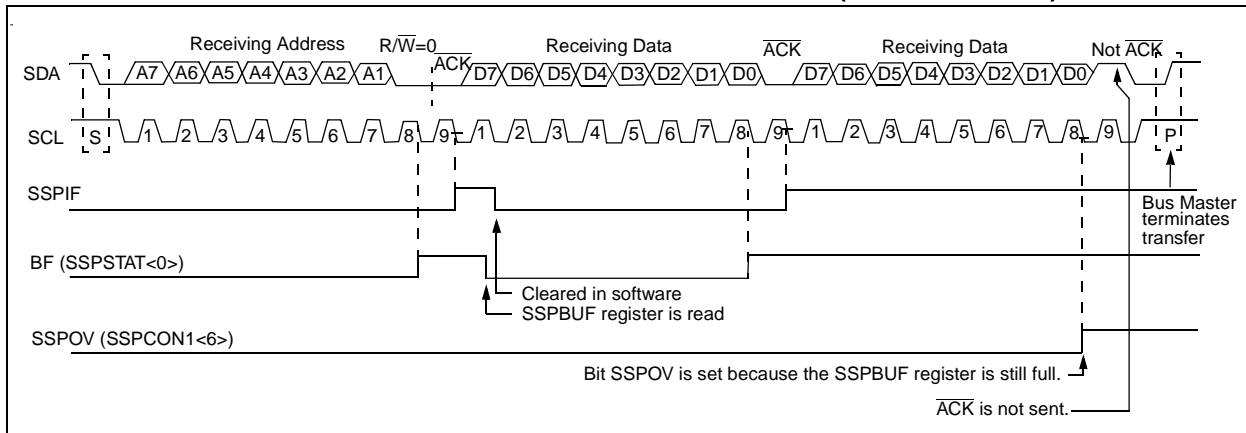 Receiving Address R/W̅=0 A̅C̅K̅ Receiving Data A̅C̅K̅ Receiving Data Not A̅C̅K̅
SDA A7 A6 A5 A4 A3 A2 A1 D7 D6 D5 D4 D3 D2 D1 D0 D7 D6 D5 D4 D3 D2 D1 D0
SCL S 1 2 3 4 5 6 7 8 9 1 2 3 4 5 6 7 8 9 1 2 3 4 5 6 7 8 9 P
SSPIF
Bus Master
terminates
transfer
BF (SSPSTAT<0>)
Cleared in software
SSPBUF register is read
SSPOV (SSPCON1<6>)
Bit SSPOV is set because the SSPBUF register is still full.
A̅C̅K̅ is not sent.